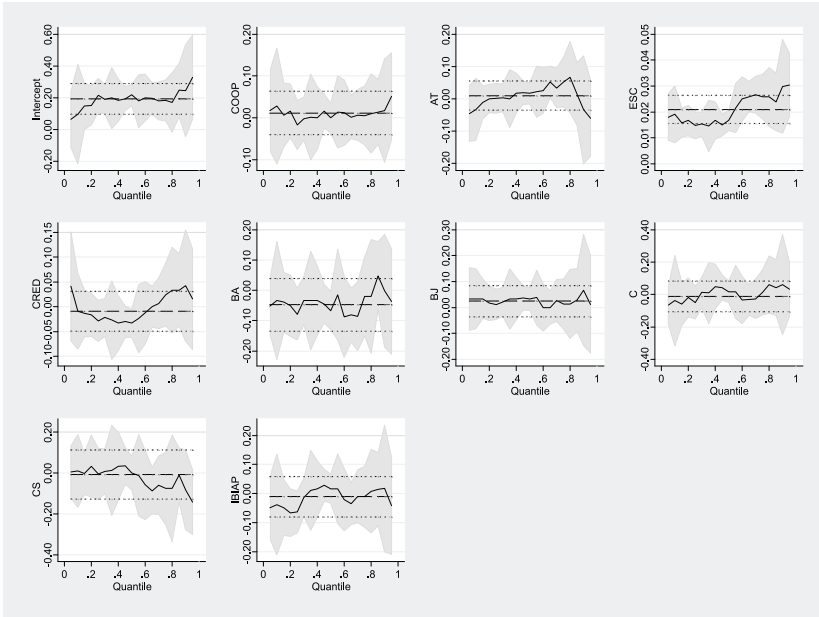 Intercept
-0.20 0.00 0.20 0.40 0.60
0 .2 .4 .6 .8 1
Quantile
COOP
-0.10 0.00 0.10 0.20
0 .2 .4 .6 .8 1
Quantile
AT
-0.20 -0.10 0.00 0.10 0.20
0 .2 .4 .6 .8 1
Quantile
ESC
0.00 0.01 0.02 0.03 0.04 0.05
0 .2 .4 .6 .8 1
Quantile
CRED
-0.10 -0.05 0.00 0.05 0.10 0.15
0 .2 .4 .6 .8 1
Quantile
BA
-0.20 -0.10 0.00 0.10 0.20
0 .2 .4 .6 .8 1
Quantile
BJ
-0.20 -0.10 0.00 0.10 0.20 0.30
0 .2 .4 .6 .8 1
Quantile
C
-0.40 -0.20 0.00 0.20 0.40
0 .2 .4 .6 .8 1
Quantile
CS
-0.40 -0.20 0.00 0.20
0 .2 .4 .6 .8 1
Quantile
IBIAP
-0.20 -0.10 0.00 0.10 0.20
0 .2 .4 .6 .8 1
Quantile